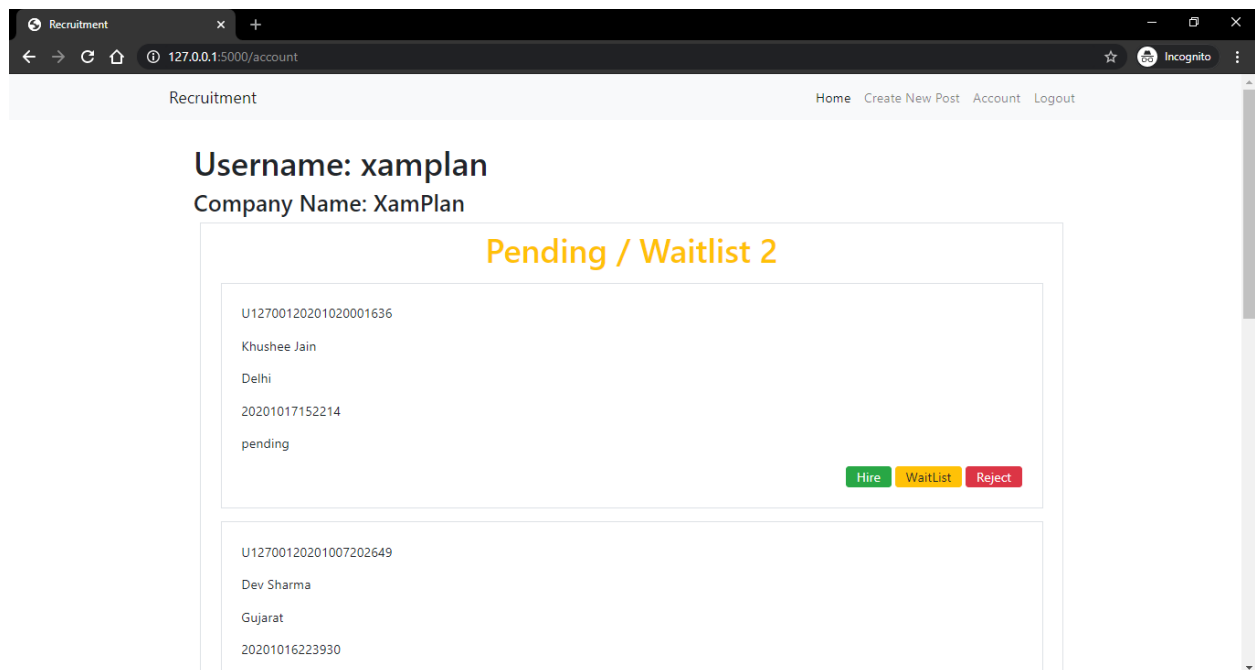 Recruitment
127.0.0.1:5000/account
Incognito
Recruitment
Home Create New Post Account Logout
Username: xamplan
Company Name: XamPlan
Pending / Waitlist 2
U12700120201020001636
Khushee Jain
Delhi
20201017152214
pending
Hire WaitList Reject
U12700120201007202649
Dev Sharma
Gujarat
20201016223930